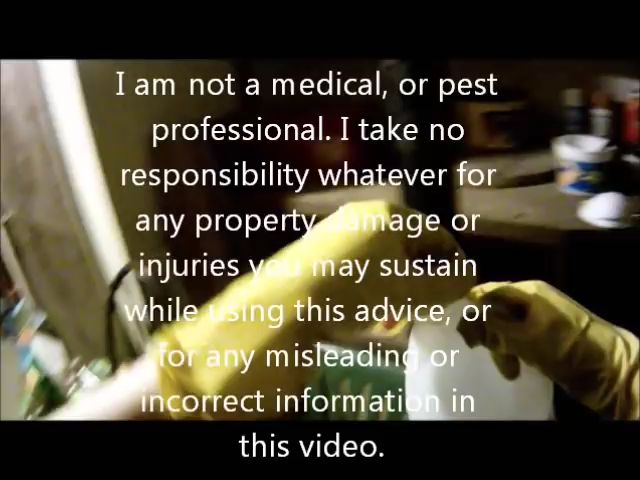 I am not a medical, or pest
professional. I take no
responsibility whatever for
any property damage or
injuries you may sustain
while using this advice, or
for any misleading or
incorrect information in
this video.